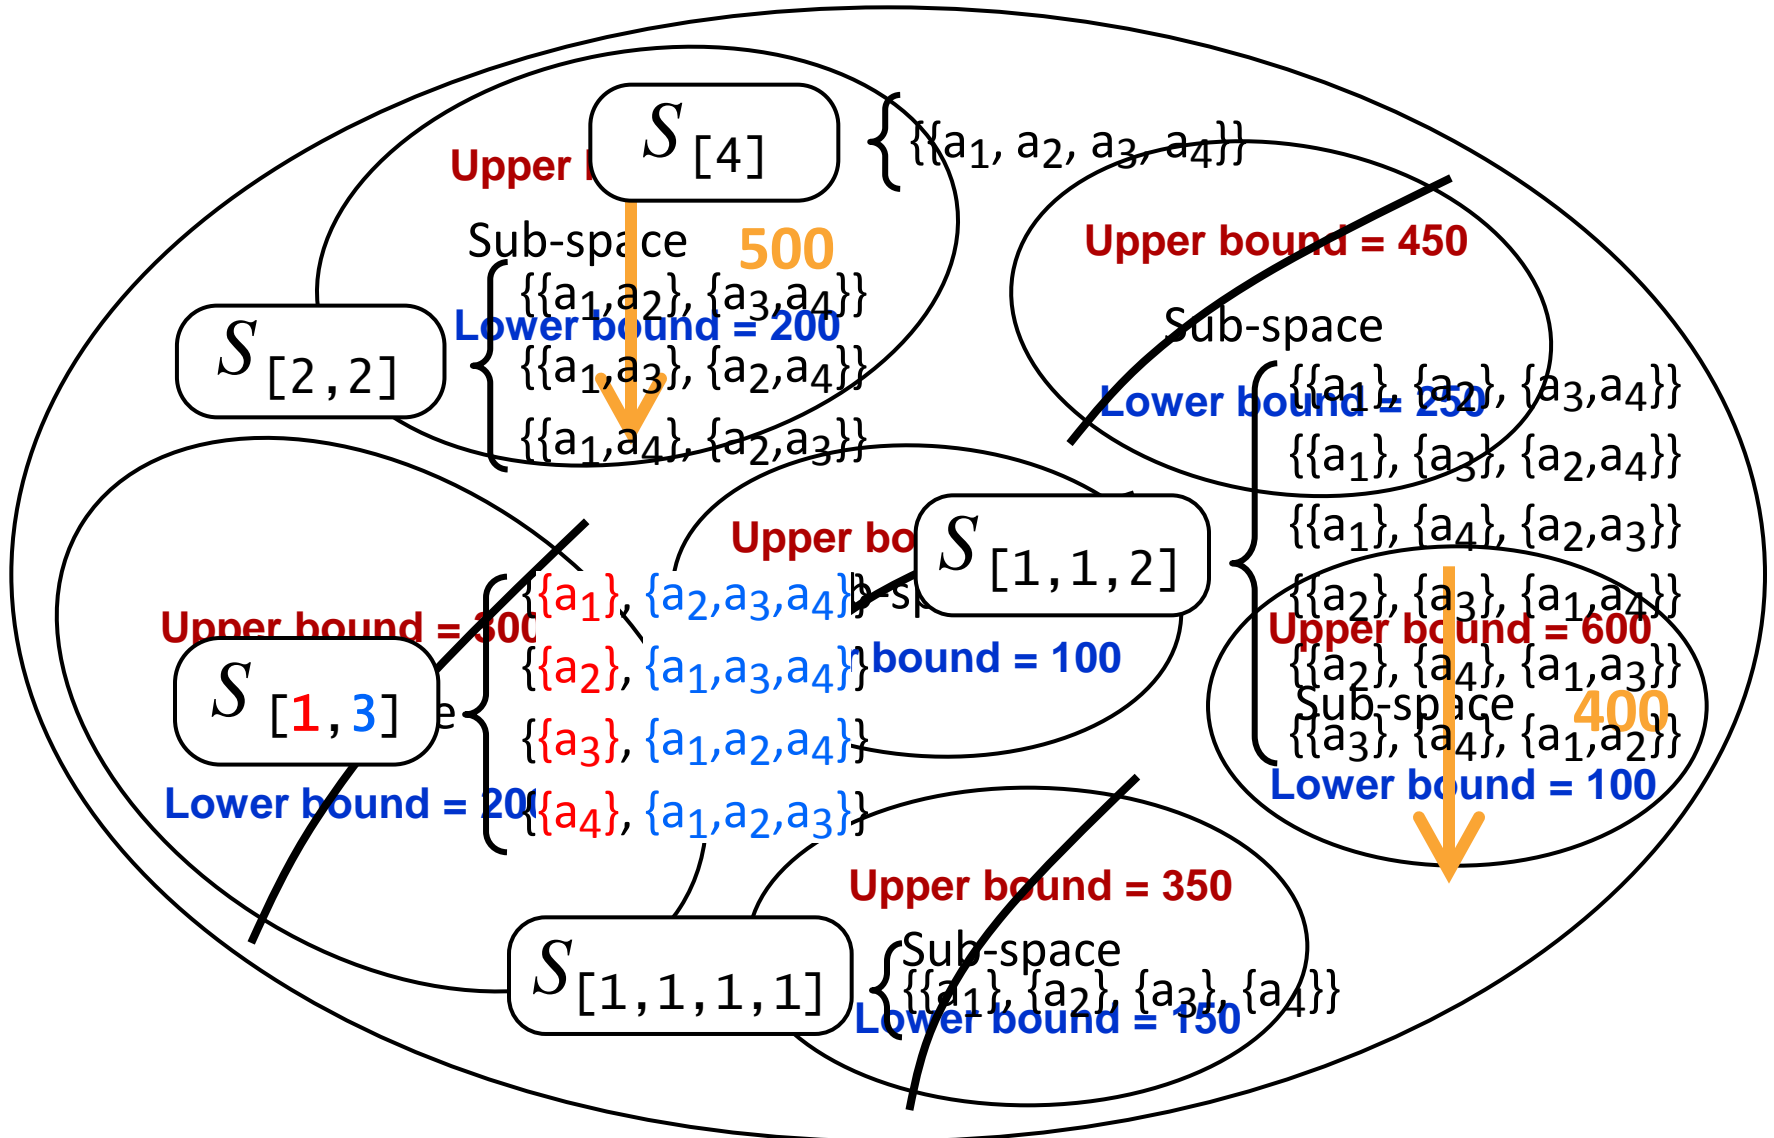 S[4]
{{a1, a2, a3, a4}}
Upper
Sub-space
500
Upper bound = 450
S[2,2]
{{a1,a2}, {a3,a4}}
Lower bound = 200
{{a1,a3}, {a2,a4}}
{{a1,a4}, {a2,a3}}
Sub-space
Lower bound = 250
S[1,1,2]
{{a1}, {a2}, {a3,a4}}
{{a1}, {a3}, {a2,a4}}
{{a1}, {a4}, {a2,a3}}
{{a2}, {a3}, {a1,a4}}
{{a2}, {a4}, {a1,a3}}
{{a3}, {a4}, {a1,a2}}
Upper bound = 600
Sub-space
400
Lower bound = 100
Upper
bound = 100
Upper bound = 300
S[1,3]
{{a1}, {a2,a3,a4}}
{{a2}, {a1,a3,a4}}
{{a3}, {a1,a2,a4}}
{{a4}, {a1,a2,a3}}
Lower bound =
Upper bound = 350
Sub-space
S[1,1,1,1]
{{a1}, {a2}, {a3}, {a4}}
Lower bound = 150